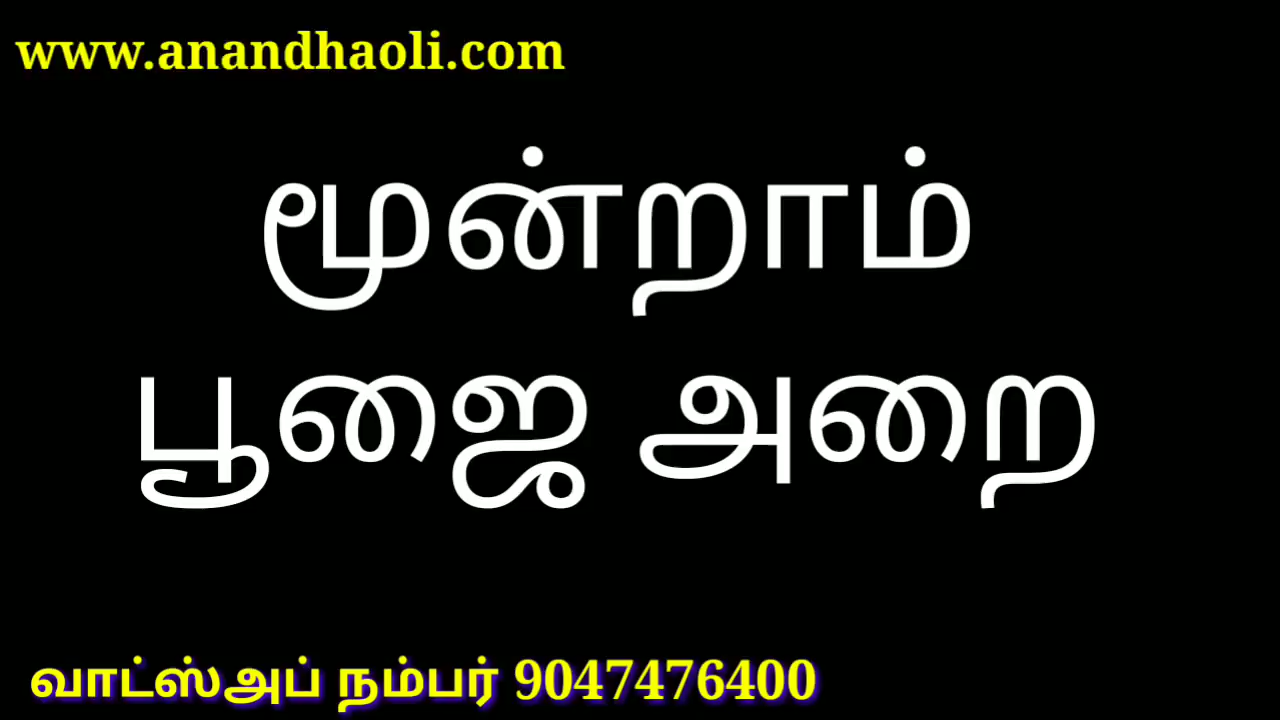 www.anandhaoli.com
மூன்றாம்
பூஜை அறை
வாட்ஸ்அப் நம்பர் 9047476400